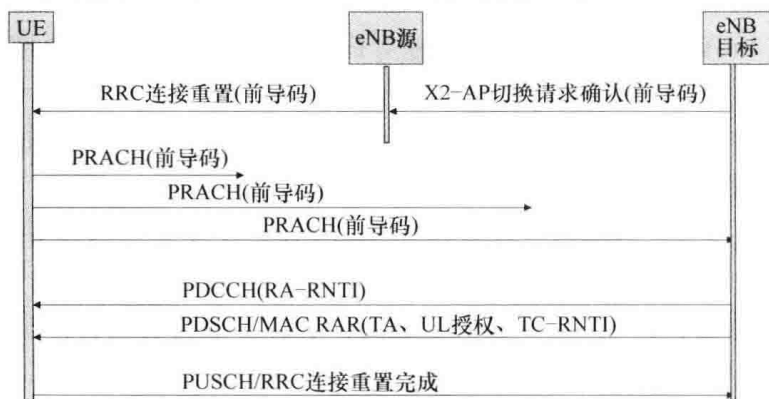 UE
eNB源
eNB
目标
RRC连接重置(前导码)
X2-AP切换请求确认(前导码)
PRACH(前导码)
PRACH(前导码)
PRACH(前导码)
PDCCH(RA-RNTI)
PDSCH/MAC RAR(TA、UL授权、TC-RNTI)
PUSCH/RRC连接重置完成